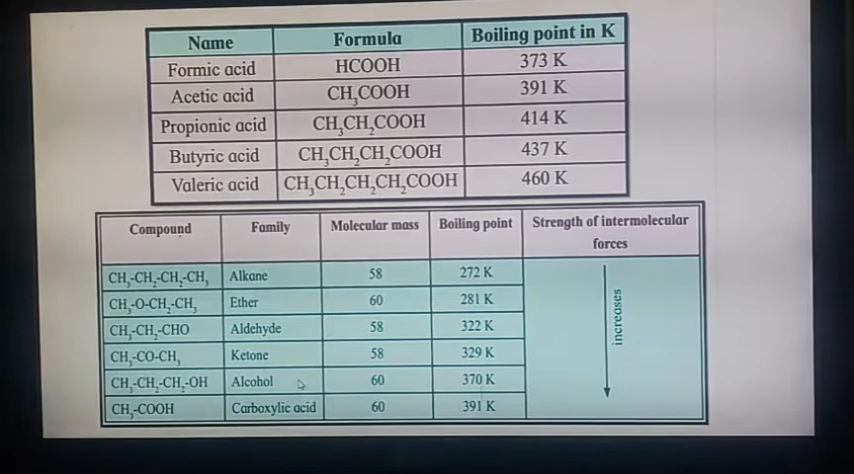 Name Formula Boiling point in K
Formic acid HCOOH 373 K
Acetic acid CH₃COOH 391 K
Propionic acid CH₃CH₂COOH 414 K
Butyric acid CH₃CH₂CH₂COOH 437 K
Valeric acid CH₃CH₂CH₂CH₂COOH 460 K
Compound Family Molecular mass Boiling point Strength of intermolecular
forces
CH₃-CH₂-CH₂-CH₃ Alkane 58 272 K
CH₃-O-CH₂-CH₃ Ether 60 281 K
CH₃-CH₂-CHO Aldehyde 58 322 K
CH₃-CO-CH₃ Ketone 58 329 K
CH₃-CH₂-CH₂-OH Alcohol 60 370 K
CH₃-COOH Carboxylic acid 60 391 K
increases